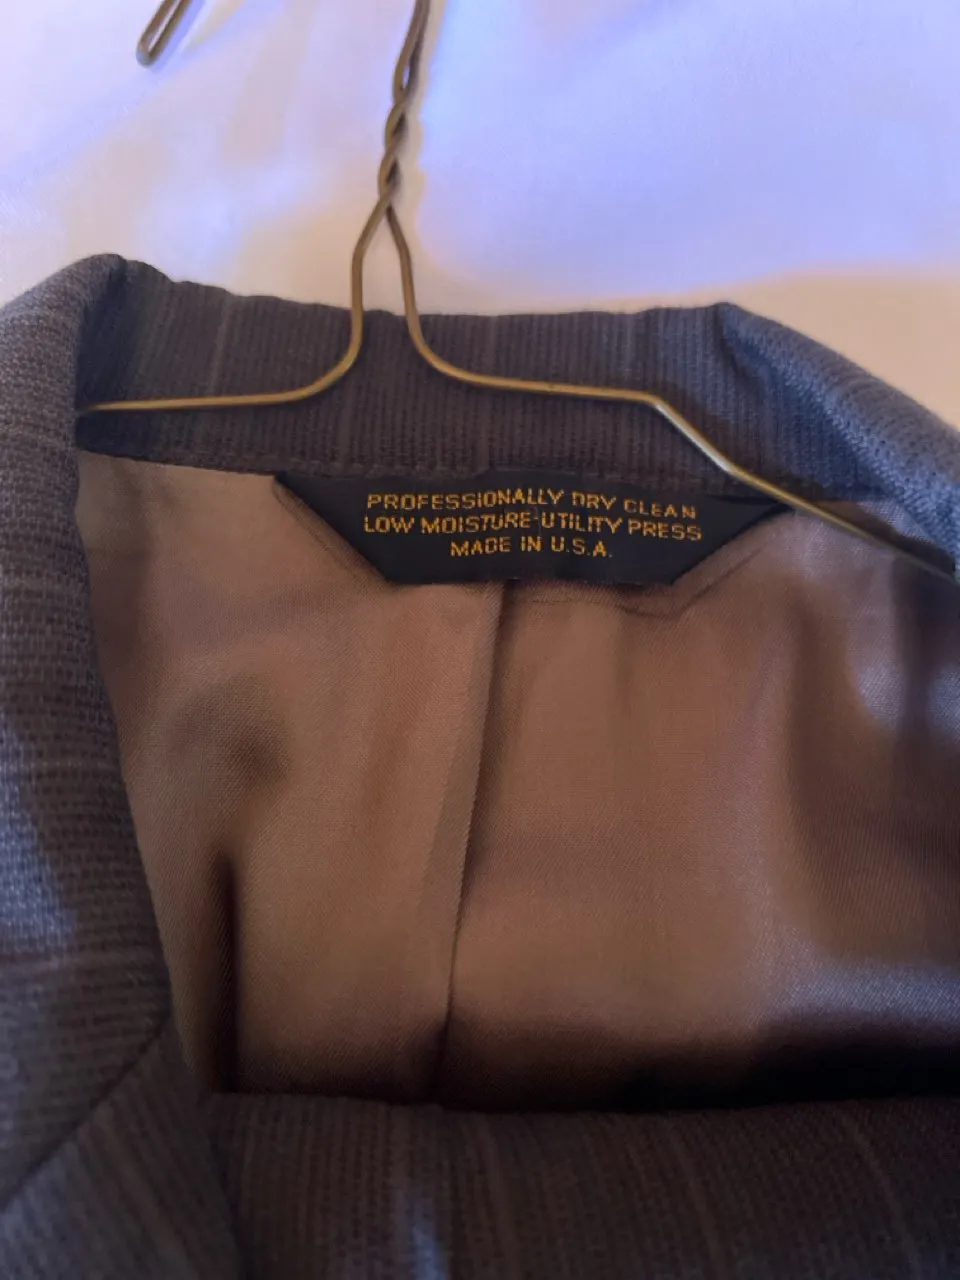 PROFESSIONALLY DRY CLEAN
LOW MOISTURE-UTILITY PRESS
MADE IN U.S.A.